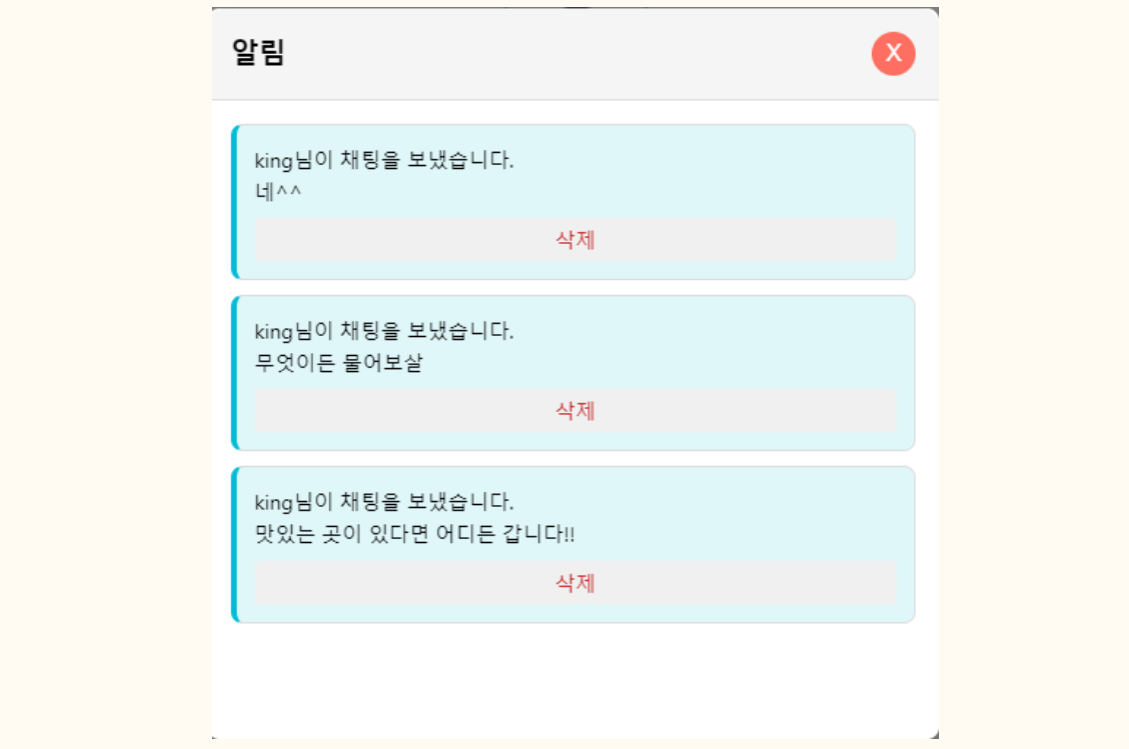 알림
X
king님이 채팅을 보냈습니다.
네^^
삭제
king님이 채팅을 보냈습니다.
무엇이든 물어보살
삭제
king님이 채팅을 보냈습니다.
맛있는 곳이 있다면 어디든 갑니다!!
삭제